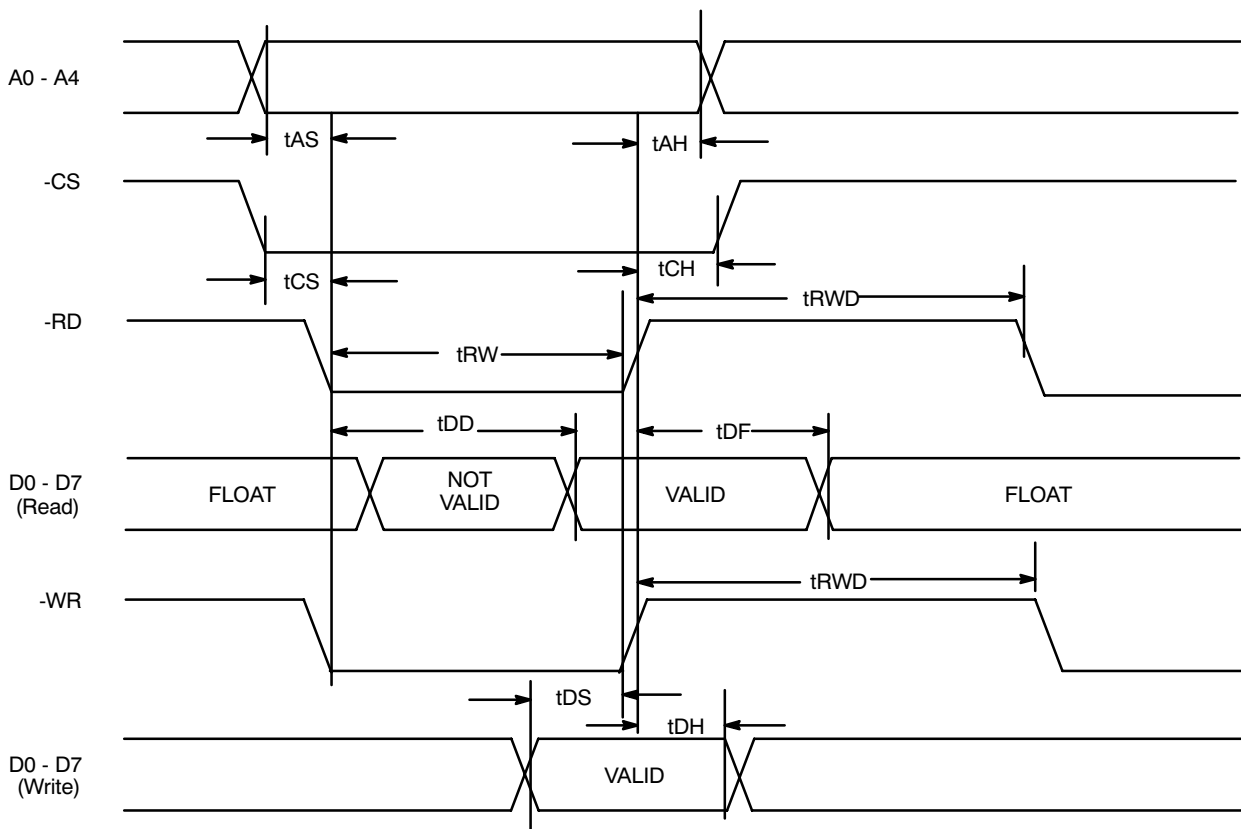 A0 - A4
tAS
tAH
-CS
tCS
tCH
tRWD
-RD
tRW
tDD
tDF
D0 - D7
(Read)
FLOAT
NOT
VALID
VALID
FLOAT
tRWD
-WR
tDS
tDH
D0 - D7
(Write)
VALID